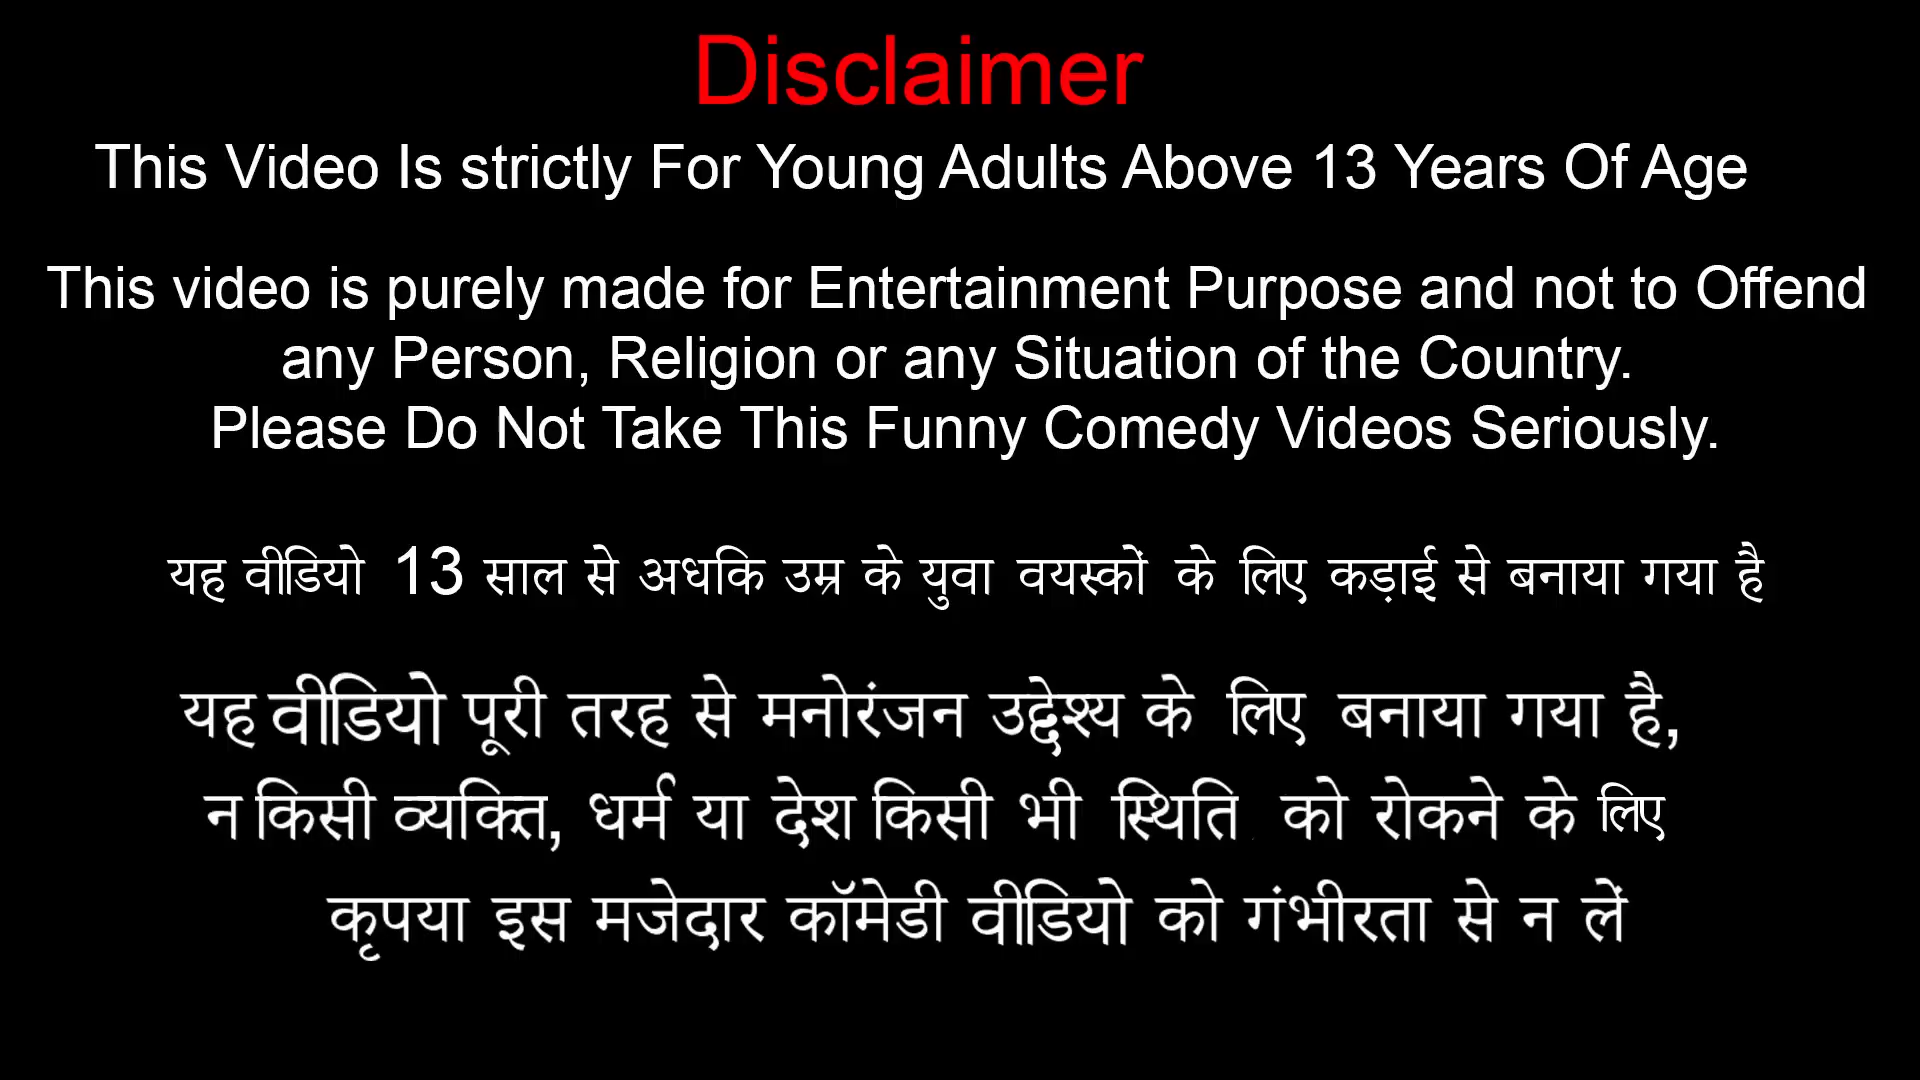 Disclaimer
This Video Is strictly For Young Adults Above 13 Years Of Age
This video is purely made for Entertainment Purpose and not to Offend
any Person, Religion or any Situation of the Country.
Please Do Not Take This Funny Comedy Videos Seriously.
यह वीडियो 13 साल से अधकि उम्र के युवा वयस्कों के लिए कड़ाई से बनाया गया है
यह वीडियो पूरी तरह से मनोरंजन उद्देश्य के लिए बनाया गया है,
न किसी व्यक्ति, धर्म या देश किसी भी स्थिति को रोकने के लिए
कृपया इस मजेदार कॉमेडी वीडियो को गंभीरता से न लें